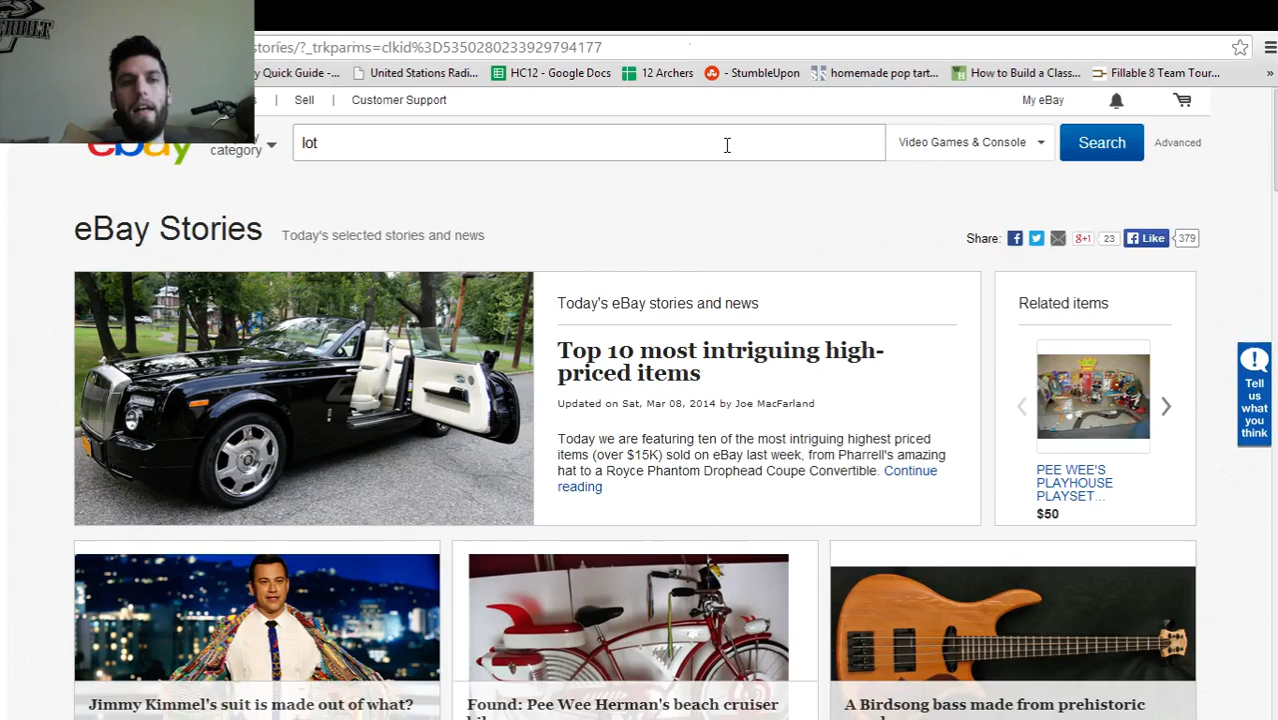 stories/?_trkparms=clkid%3D5350280233929794177
y Quick Guide -... United Stations Radi... HC12 - Google Docs 12 Archers - StumbleUpon homemade pop tart... How to Build a Class... Fillable 8 Team Tour... »
Sell Customer Support My eBay
ebay category lot Video Games & Console Search Advanced
eBay Stories Today's selected stories and news Share: g+1 23 Like 379
Today's eBay stories and news
Top 10 most intriguing high-
priced items
Updated on Sat, Mar 08, 2014 by Joe MacFarland
Today we are featuring ten of the most intriguing highest priced
items (over $15K) sold on eBay last week, from Pharrell's amazing
hat to a Royce Phantom Drophead Coupe Convertible. Continue
reading
Related items
PEE WEE'S
PLAYHOUSE
PLAYSET...
$50
Tell
us
what
you
think
Jimmy Kimmel's suit is made out of what?
Found: Pee Wee Herman's beach cruiser
A Birdsong bass made from prehistoric